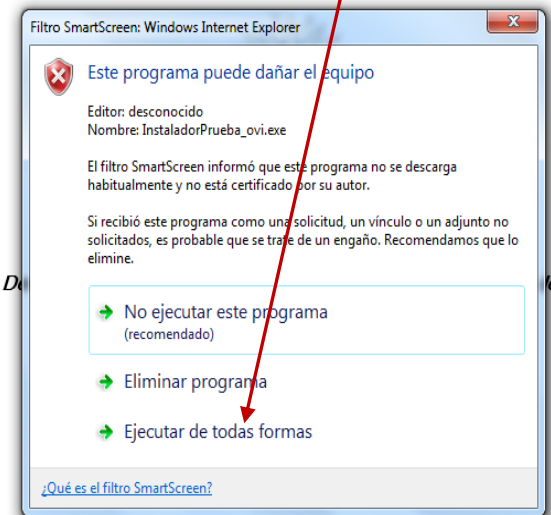 Filtro SmartScreen: Windows Internet Explorer
Este programa puede dañar el equipo
Editor: desconocido
Nombre: InstaladorPrueba_ovi.exe
El filtro SmartScreen informó que este programa no se descarga
habitualmente y no está certificado por su autor.
Si recibió este programa como una solicitud, un vínculo o un adjunto no
solicitados, es probable que se trate de un engaño. Recomendamos que lo
elimine.
No ejecutar este programa
(recomendado)
Eliminar programa
Ejecutar de todas formas
¿Qué es el filtro SmartScreen?